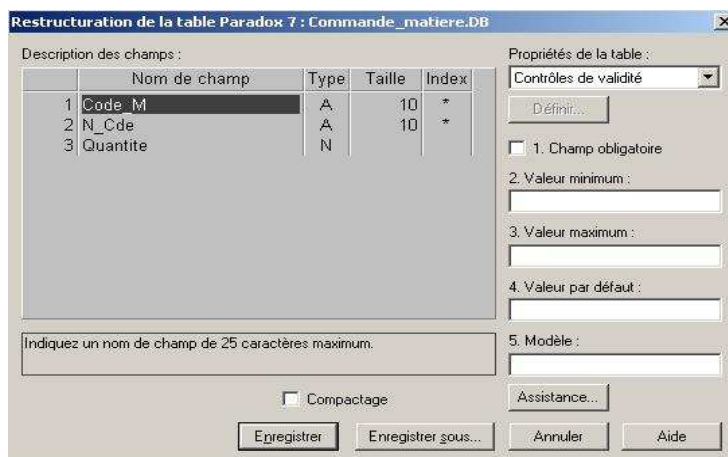 Restructuration de la table Paradox 7 : Commande_matiere.DB
Description des champs :
Nom de champ Type Taille Index
1 Code_M A 10 *
2 N_Cde A 10 *
3 Quantite N
Indiquez un nom de champ de 25 caractères maximum.
Compactage
Enregistrer
Enregistrer sous...
Propriétés de la table :
Contrôles de validité
Définir...
1. Champ obligatoire
2. Valeur minimum :
3. Valeur maximum :
4. Valeur par défaut :
5. Modèle :
Assistance...
Annuler
Aide